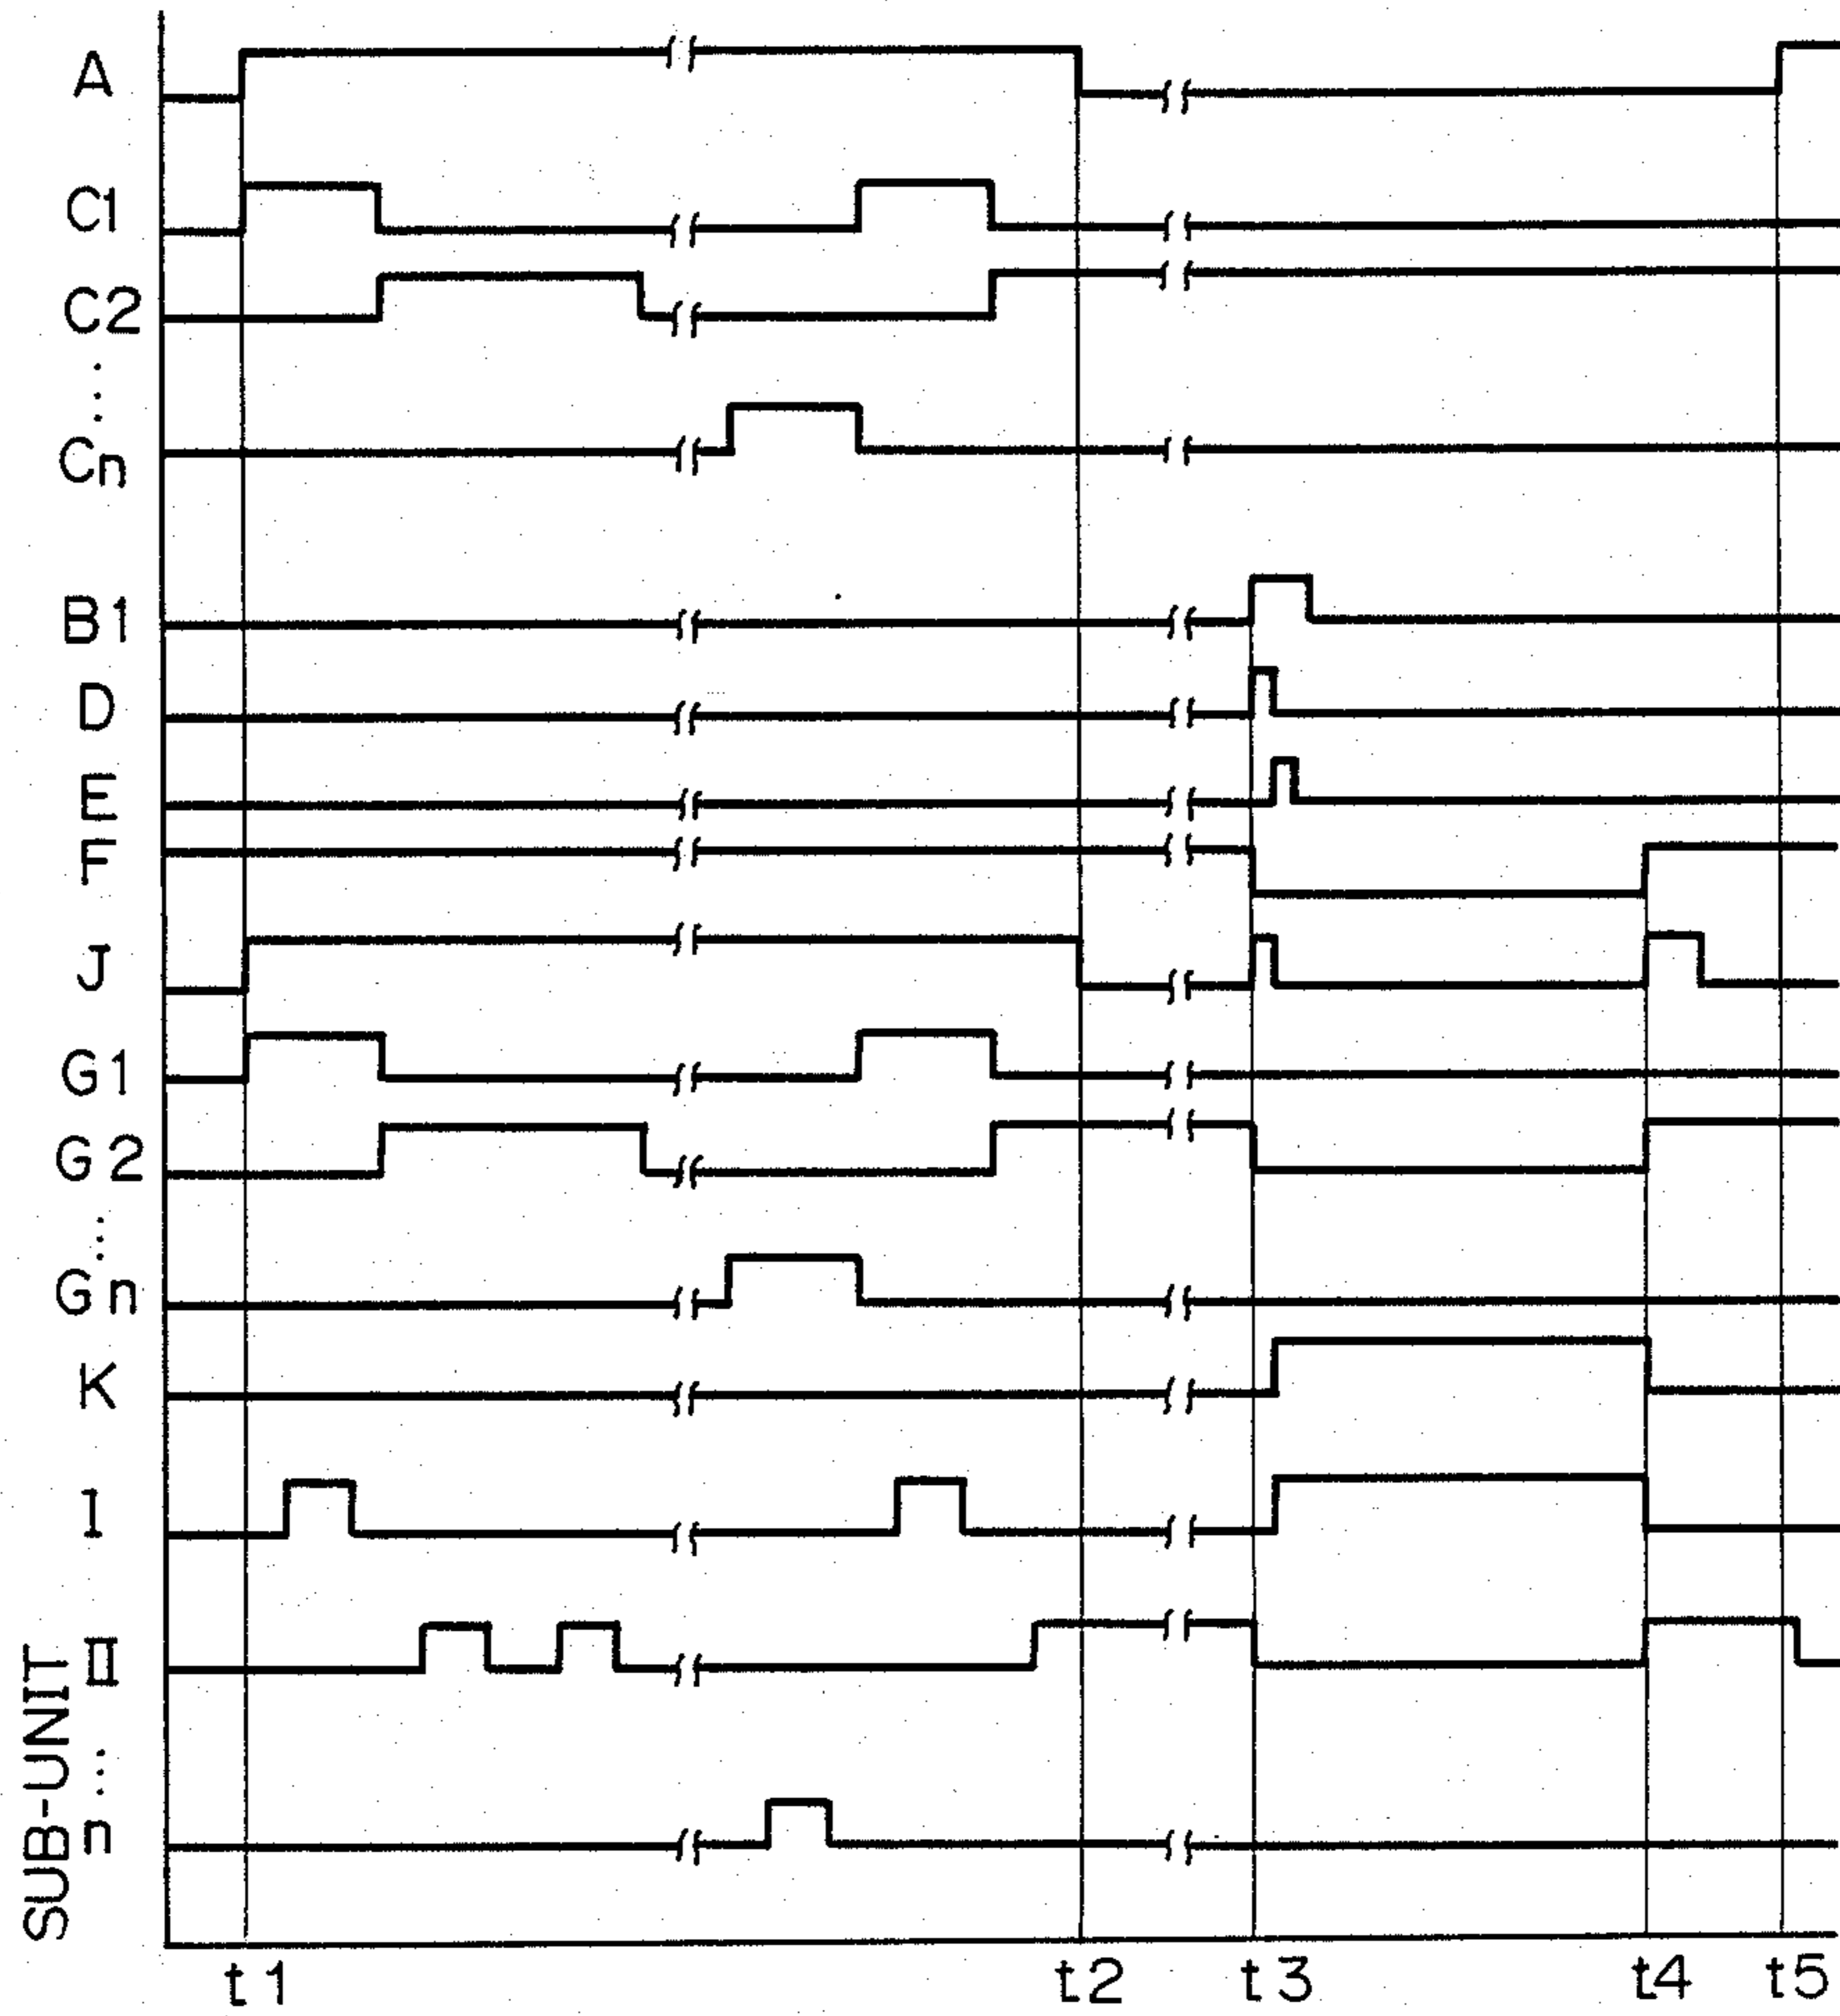 A
C1
C2
⋮
Cn
B1
D
E
F
J
G1
G2
⋮
Gn
K
I
II
⋮
n
SUB-UNIT
t1 t2 t3 t4 t5